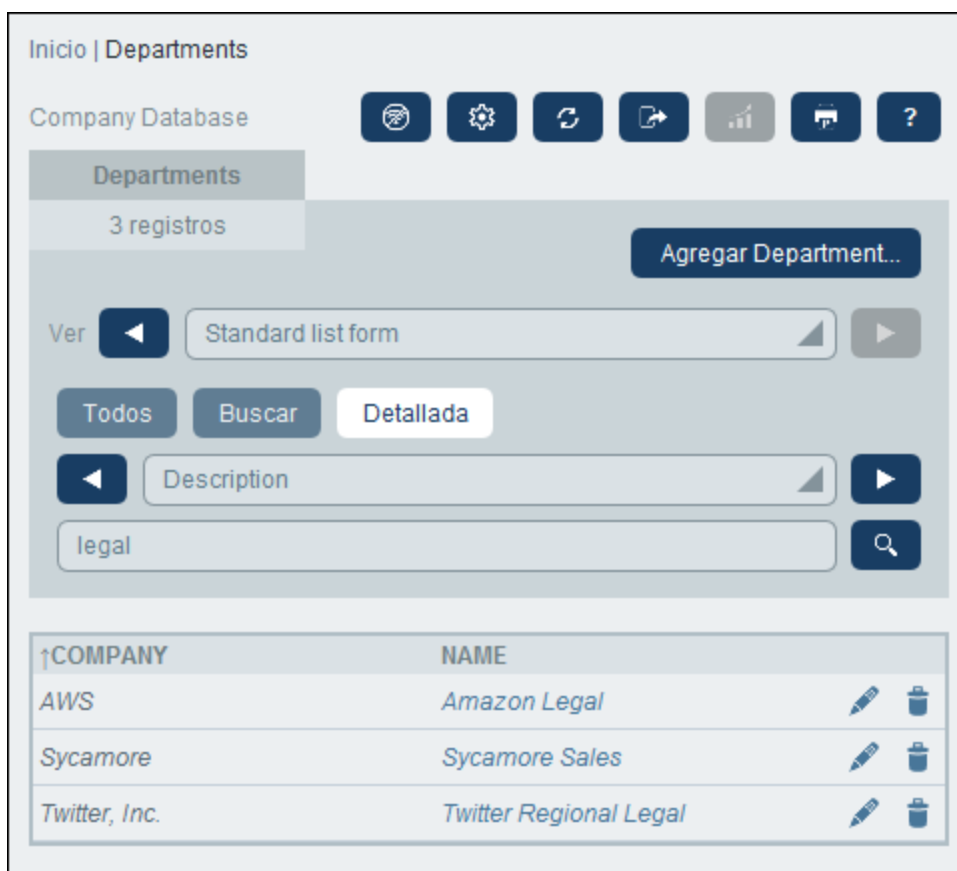 Inicio | Departments
Company Database
?
Departments
3 registros
Agregar Department...
Ver
Standard list form
Todos Buscar Detallada
Description
legal
↑COMPANY NAME
AWS Amazon Legal
Sycamore Sycamore Sales
Twitter, Inc. Twitter Regional Legal